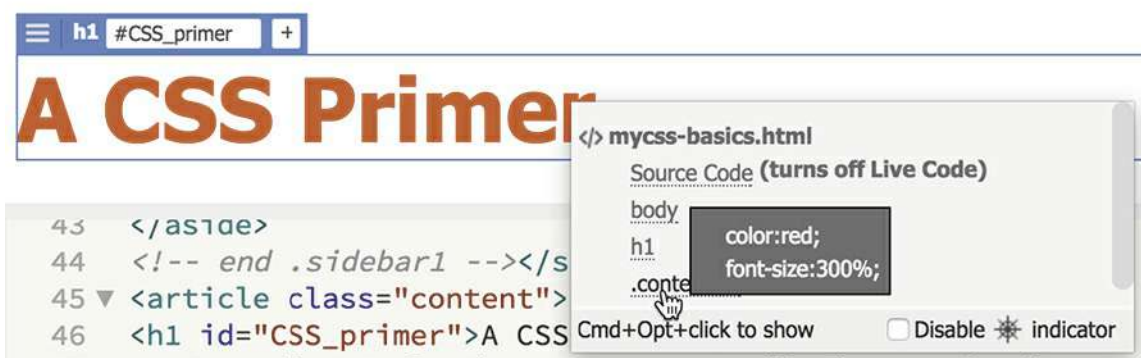 h1 #CSS_primer +
A CSS Primer
</> mycss-basics.html
Source Code (turns off Live Code)
body
h1
color:red;
font-size:300%;
.conte
Cmd+Opt+click to show Disable indicator
43 </aside>
44 <!-- end .sidebar1 --></s
45 <article class="content">
46 <h1 id="CSS_primer">A CSS